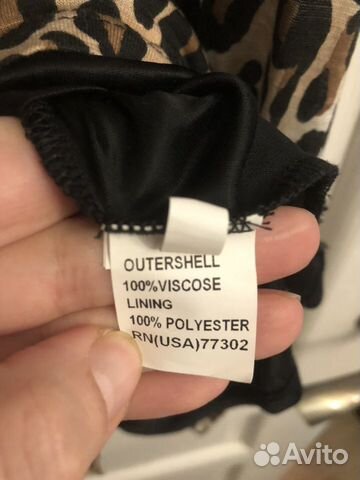 OUTERSHELL
100%VISCOSE
LINING
100% POLYESTER
RN(USA)77302
Avito